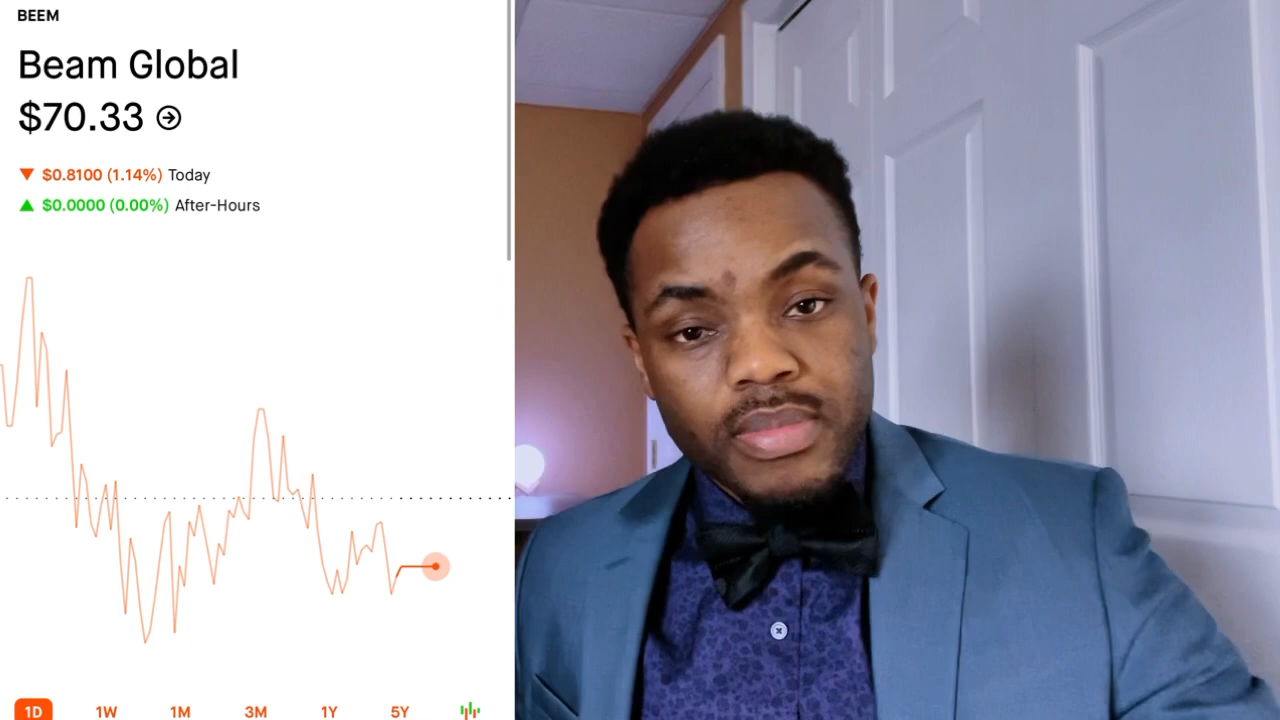 BEEM
Beam Global
$70.33
$0.8100 (1.14%) Today
$0.0000 (0.00%) After-Hours
1D 1W 1M 3M 1Y 5Y